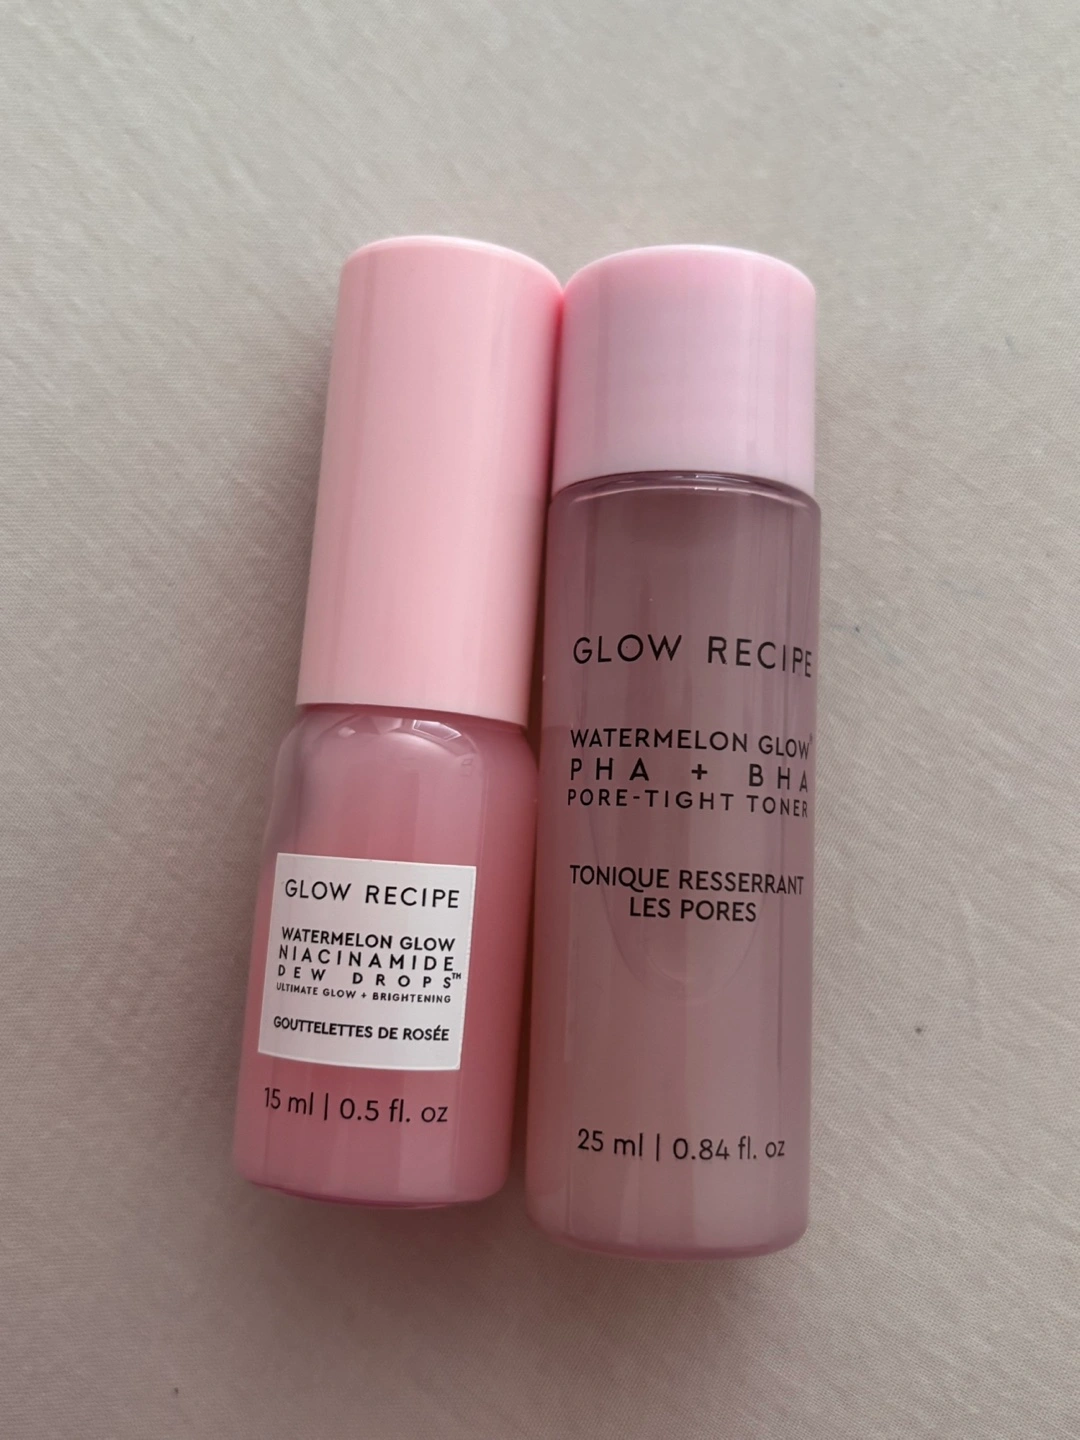 GLOW RECIPE
WATERMELON GLOW
NIACINAMIDE
DEW DROPS™
ULTIMATE GLOW + BRIGHTENING
GOUTTELETTES DE ROSÉE
15 ml | 0.5 fl. oz
GLOW RECIPE
WATERMELON GLOW®
PHA + BHA
PORE-TIGHT TONER
TONIQUE RESSERRANT
LES PORES
25 ml | 0.84 fl. oz